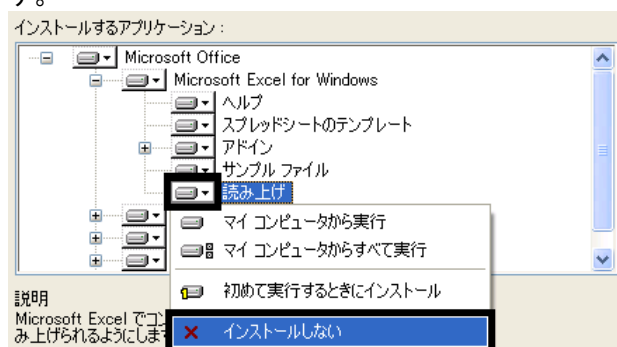 す。
インストールするアプリケーション :
Microsoft Office
Microsoft Excel for Windows
ヘルプ
スプレッドシートのテンプレート
アドイン
サンプル ファイル
読み上げ
マイ コンピュータから実行
マイ コンピュータからすべて実行
初めて実行するときにインストール
インストールしない
説明
Microsoft Excel でコン
み上げられるようにしま